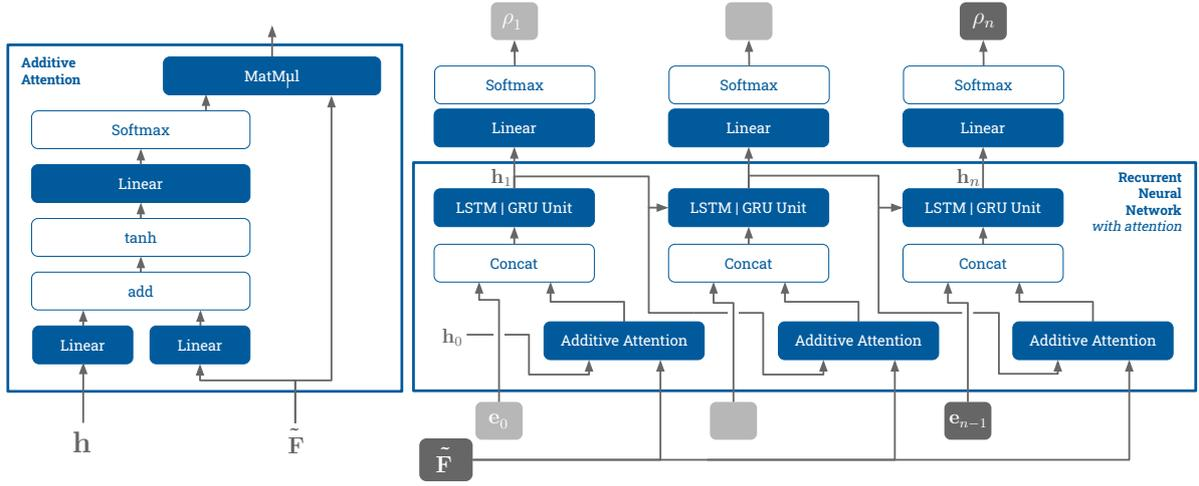 Additive
Attention
MatMul
Softmax
Linear
tanh
add
Linear Linear
h F̃
ρ₁ ρₙ
Softmax Softmax Softmax
Linear Linear Linear
h₁ hₙ
Recurrent
Neural
Network
with attention
LSTM | GRU Unit LSTM | GRU Unit LSTM | GRU Unit
Concat Concat Concat
h₀ Additive Attention Additive Attention Additive Attention
e₀ eₙ₋₁
F̃